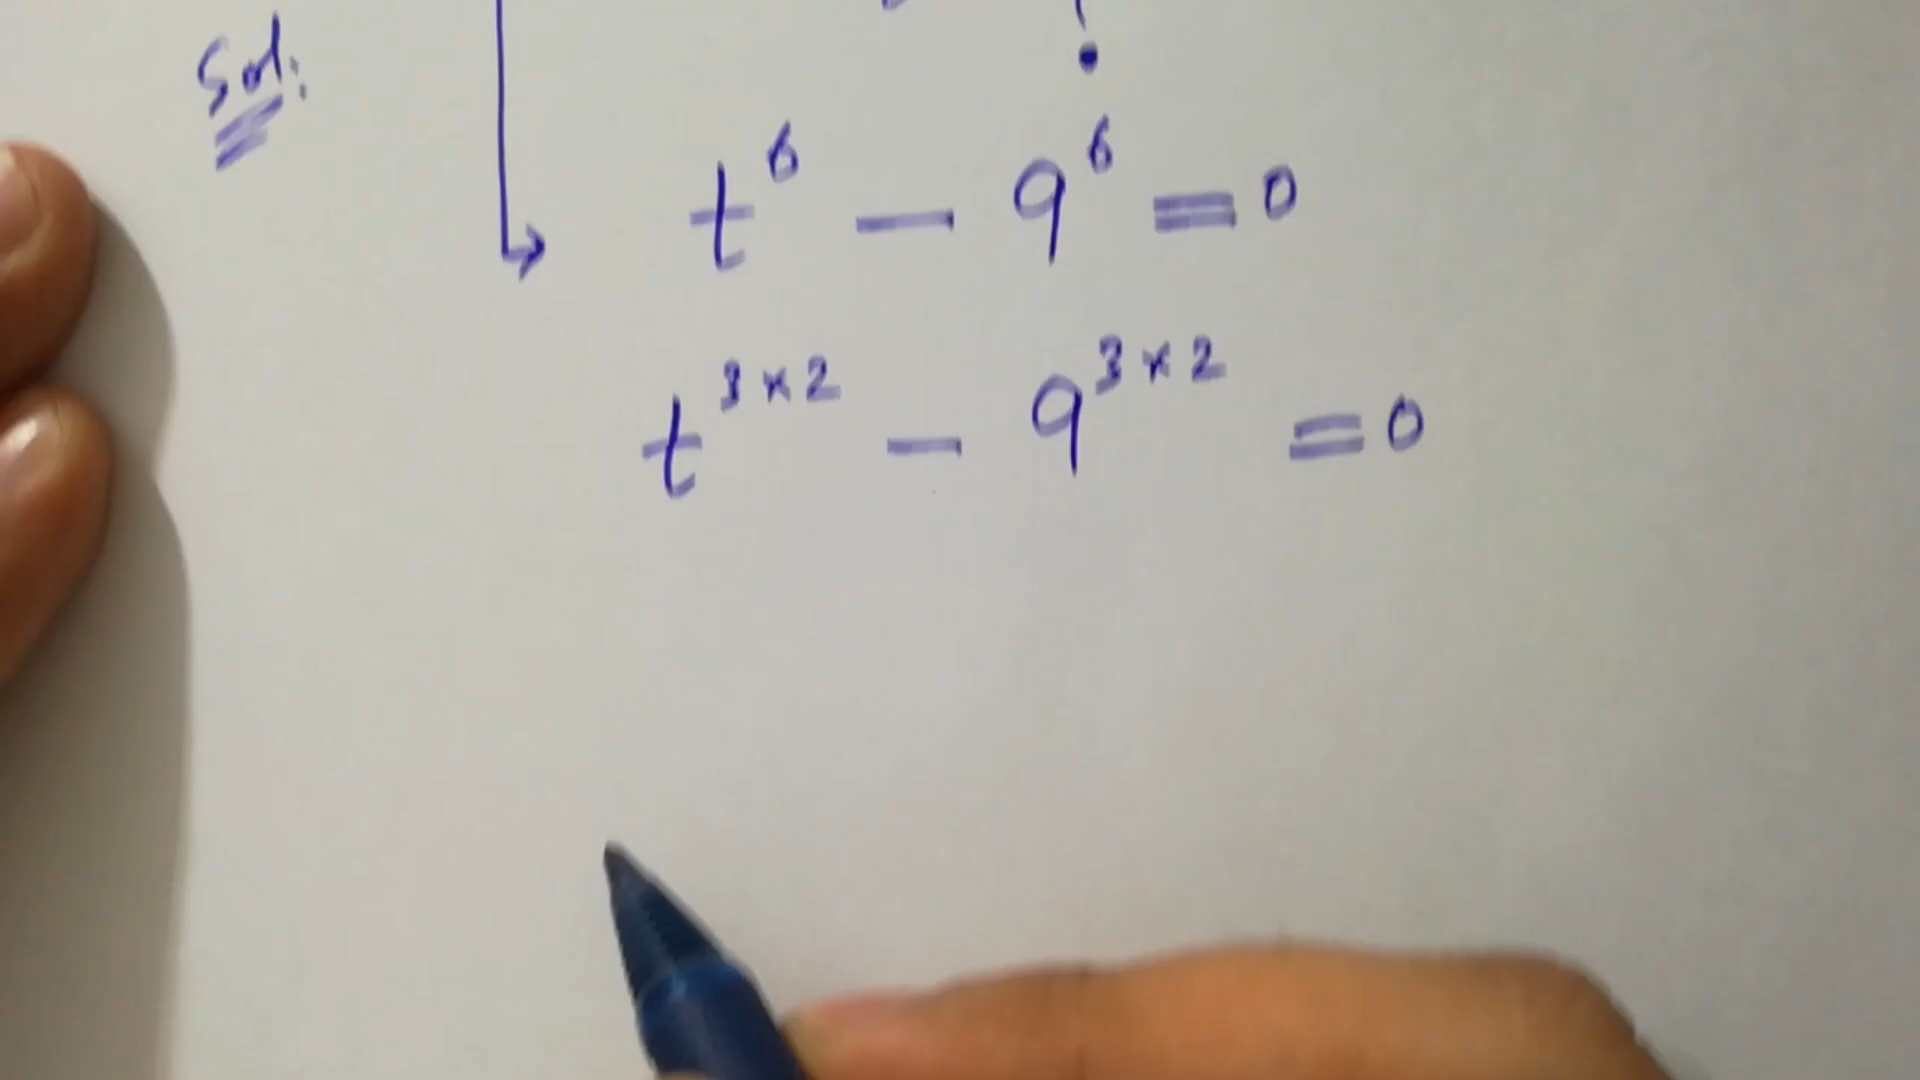 Sol:
t⁶ - 9⁶ = 0
t^{3×2} - 9^{3×2} = 0